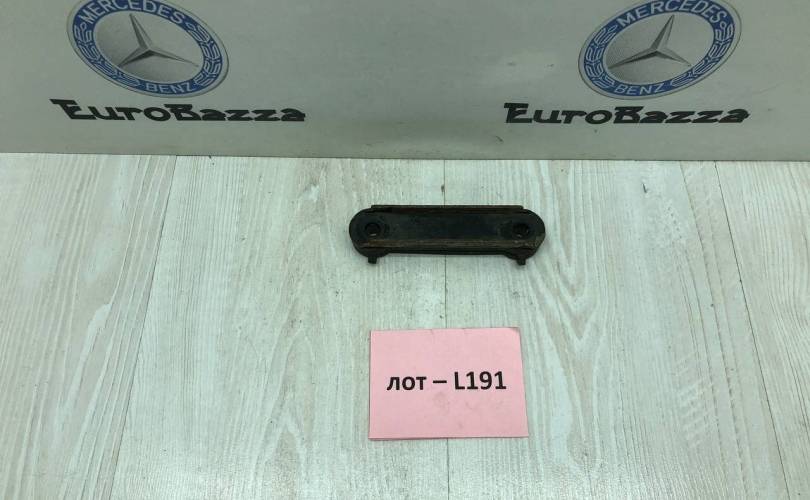 MERCEDES
BENZ
EuroBazza
MERCEDES
BENZ
EuroBazza
лот – L191